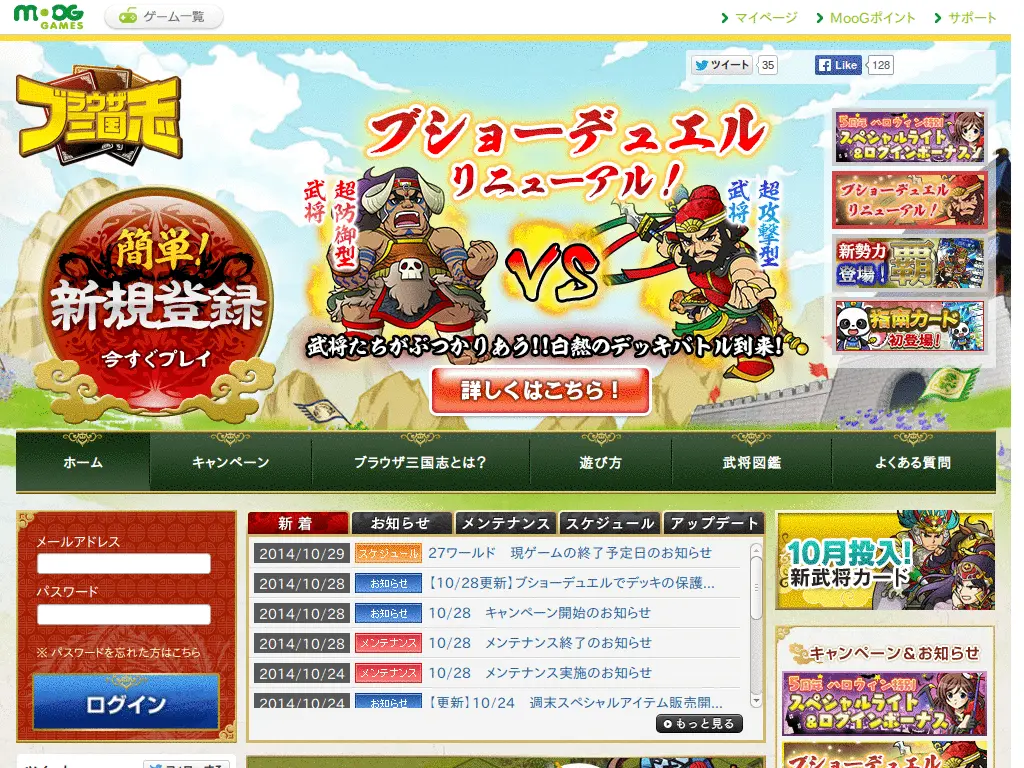 MOOG GAMES
ゲーム一覧
マイページ
MooGポイント
サポート
ツイート 35
Like 128
ブラウザ三国志
ブショーデュエル
リニューアル！
超防御型武将
超攻撃型武将
VS
武将たちがぶつかりあう!!白熱のデッキバトル到来!
詳しくはこちら！
簡単!
新規登録
今すぐプレイ
5周年 ハロウィン特別
スペシャルライト
&ログインボーナス!
ブショーデュエル
リニューアル！
新勢力
登場！
覇
指南カード
初登場!
ホーム
キャンペーン
ブラウザ三国志とは？
遊び方
武将図鑑
よくある質問
メールアドレス
パスワード
※ パスワードを忘れた方はこちら
ログイン
新着
お知らせ
メンテナンス
スケジュール
アップデート
2014/10/29 スケジュール 27ワールド　現ゲームの終了予定日のお知らせ
2014/10/28 お知らせ 【10/28更新】ブショーデュエルでデッキの保護...
2014/10/28 お知らせ 10/28　キャンペーン開始のお知らせ
2014/10/28 メンテナンス 10/28　メンテナンス終了のお知らせ
2014/10/24 メンテナンス 10/28　メンテナンス実施のお知らせ
2014/10/24 お知らせ 【更新】10/24　週末スペシャルアイテム販売開...
もっと見る
10月投入!
新武将カード
キャンペーン＆お知らせ
5周年 ハロウィン特別
スペシャルライト
&ログインボーナス
ブショーデュエル